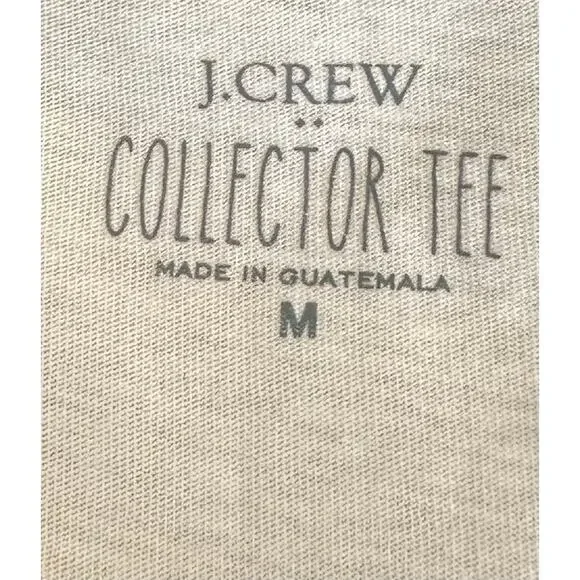 J.CREW
COLLECTOR TEE
MADE IN GUATEMALA
M